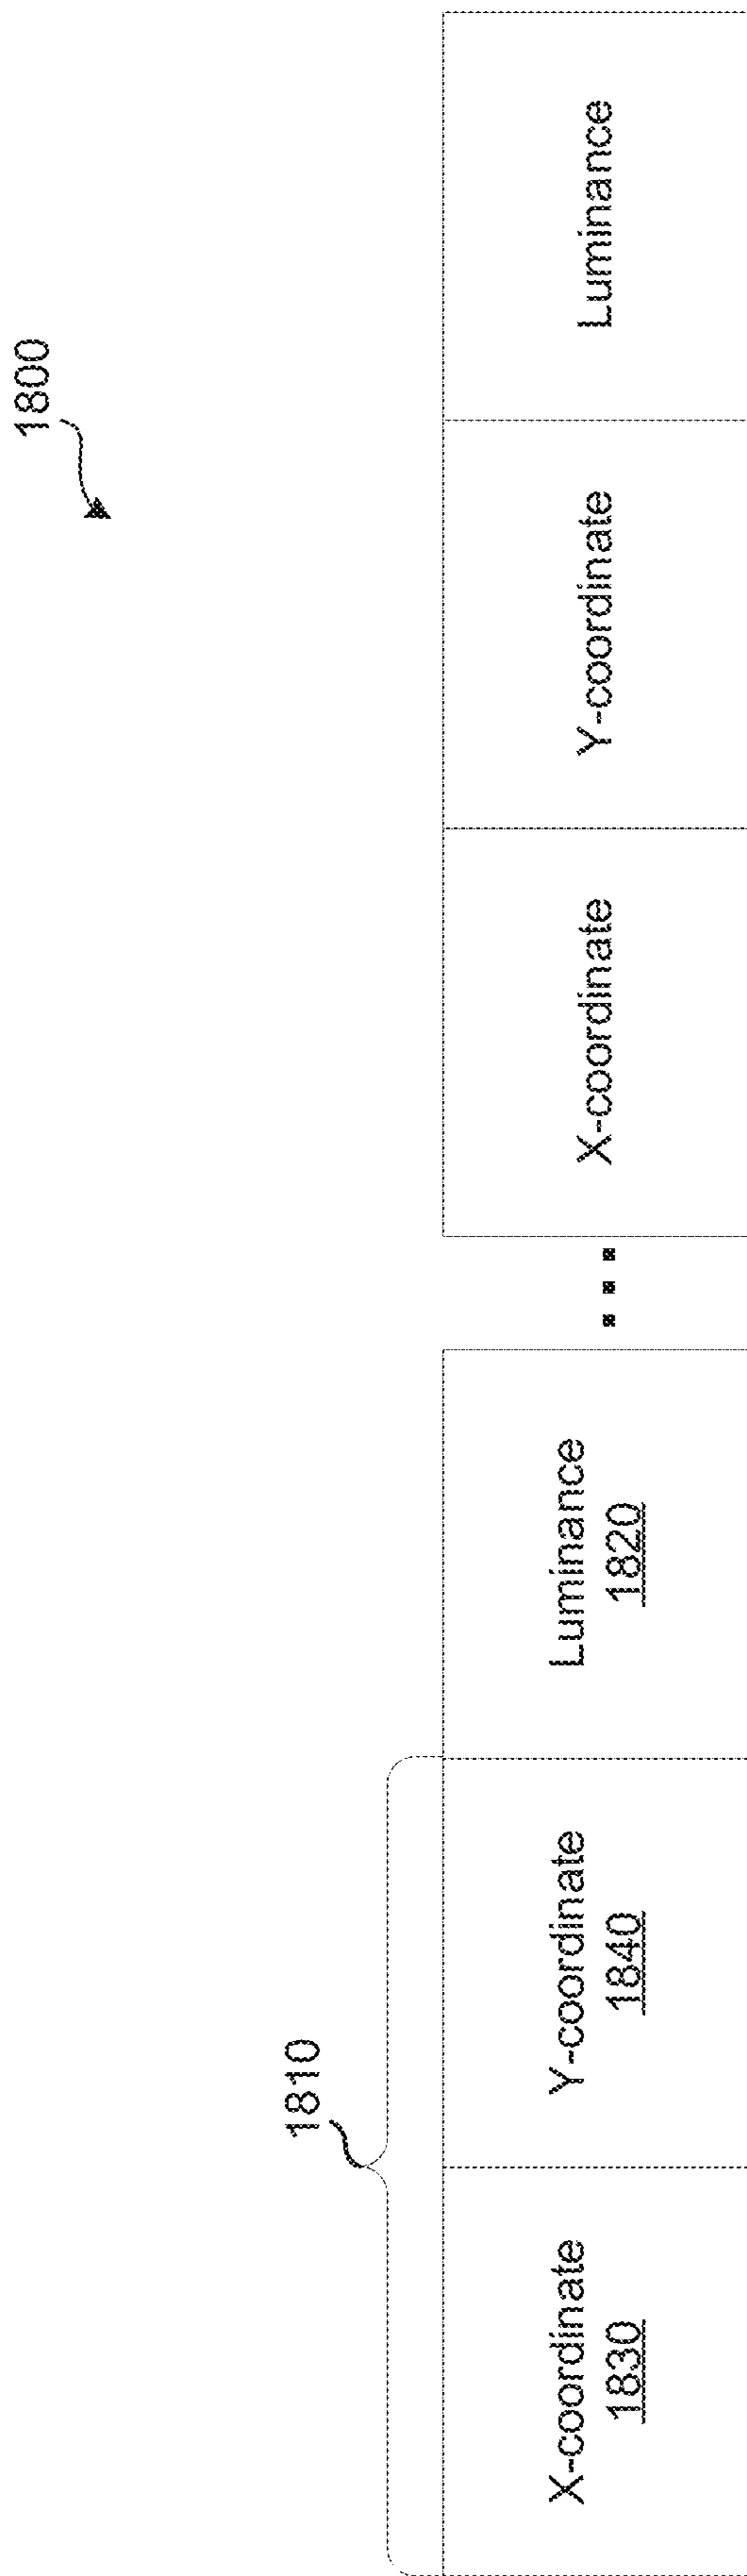 1800
1810
X-coordinate
1830
Y-coordinate
1840
Luminance
1820
...
X-coordinate
Y-coordinate
Luminance